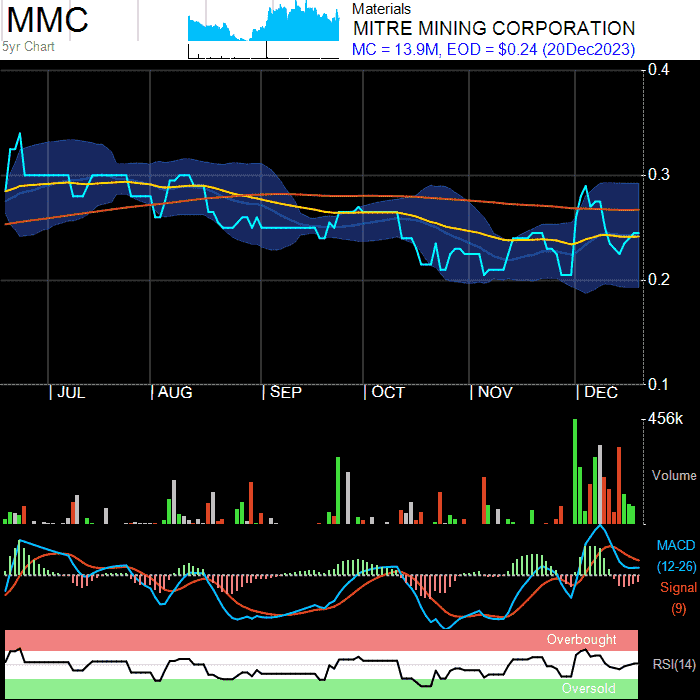 MMC
5yr Chart
Materials
MITRE MINING CORPORATION
MC = 13.9M, EOD = $0.24 (20Dec2023)
0.4
0.3
0.2
0.1
| JUL | AUG | SEP | OCT | NOV | DEC
456k
Volume
MACD
(12-26)
Signal
(9)
Overbought
RSI(14)
Oversold